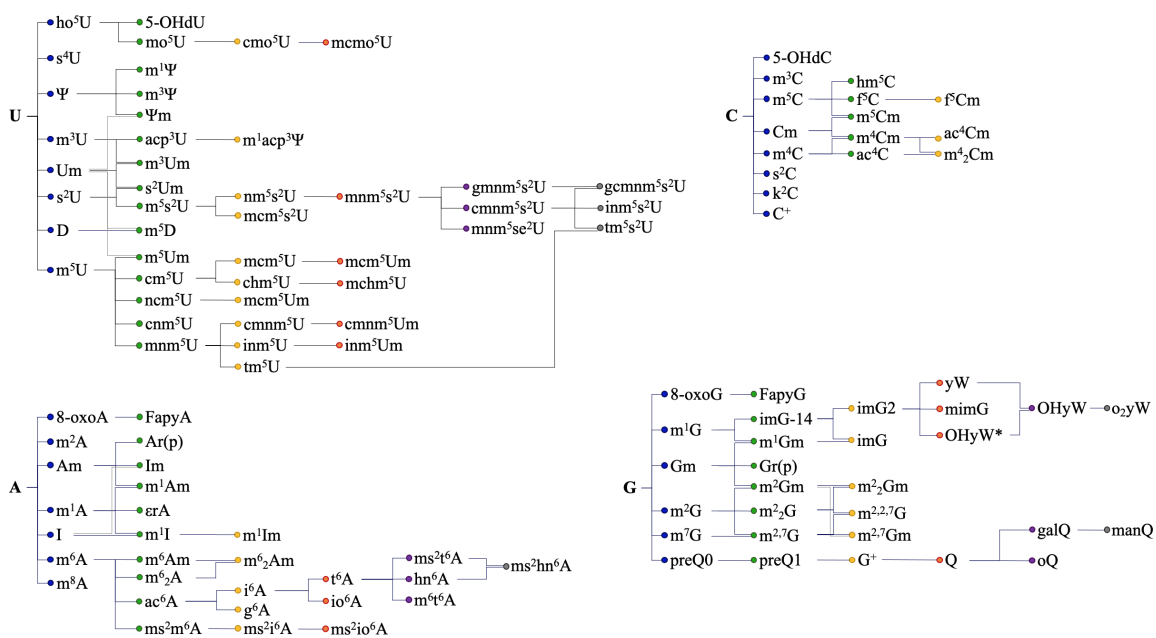 U
ho⁵U
5-OHdU
mo⁵U
cmo⁵U
mcmo⁵U
s⁴U
Ψ
m¹Ψ
m³Ψ
Ψm
m³U
acp³U
m¹acp³Ψ
Um
m³Um
s²U
s²Um
m⁵s²U
nm⁵s²U
mnm⁵s²U
mcm⁵s²U
gmnm⁵s²U
gcmnm⁵s²U
cmnm⁵s²U
inm⁵s²U
mnm⁵se²U
tm⁵s²U
D
m⁵D
m⁵U
m⁵Um
cm⁵U
mcm⁵U
mcm⁵Um
chm⁵U
mchm⁵U
ncm⁵U
mcm⁵Um
cnm⁵U
cmnm⁵U
cmnm⁵Um
mnm⁵U
inm⁵U
inm⁵Um
tm⁵U
C
5-OHdC
m³C
m⁵C
hm⁵C
f⁵C
f⁵Cm
m⁵Cm
Cm
m⁴Cm
ac⁴Cm
m⁴C
ac⁴C
m⁴₂Cm
s²C
k²C
C⁺
A
8-oxoA
FapyA
m²A
Ar(p)
Am
Im
m¹Am
m¹A
εrA
I
m¹I
m¹Im
m⁶A
m⁶Am
m⁶₂Am
m⁶₂A
m⁸A
ac⁶A
i⁶A
g⁶A
t⁶A
io⁶A
ms²t⁶A
hn⁶A
m⁶t⁶A
ms²hn⁶A
ms²m⁶A
ms²i⁶A
ms²io⁶A
G
8-oxoG
FapyG
m¹G
imG-14
imG2
yW
mimG
OHyW*
OHyW
o₂yW
m¹Gm
imG
Gm
Gr(p)
m²Gm
m²₂Gm
m²G
m²₂G
m²,²,⁷G
m⁷G
m²,⁷G
m²,⁷Gm
preQ0
preQ1
G⁺
Q
galQ
manQ
oQ